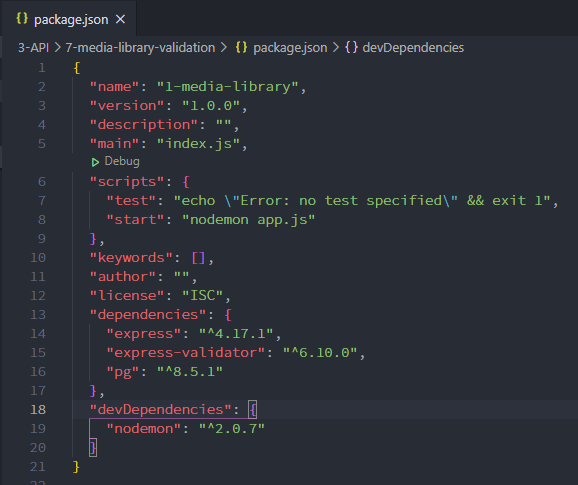 {} package.json ×
3-API > 7-media-library-validation > {} package.json > {} devDependencies
1 {
2 "name": "1-media-library",
3 "version": "1.0.0",
4 "description": "",
5 "main": "index.js",
Debug
6 "scripts": {
7 "test": "echo \"Error: no test specified\" && exit 1",
8 "start": "nodemon app.js"
9 },
10 "keywords": [],
11 "author": "",
12 "license": "ISC",
13 "dependencies": {
14 "express": "^4.17.1",
15 "express-validator": "^6.10.0",
16 "pg": "^8.5.1"
17 },
18 "devDependencies": {
19 "nodemon": "^2.0.7"
20 }
21 }
22